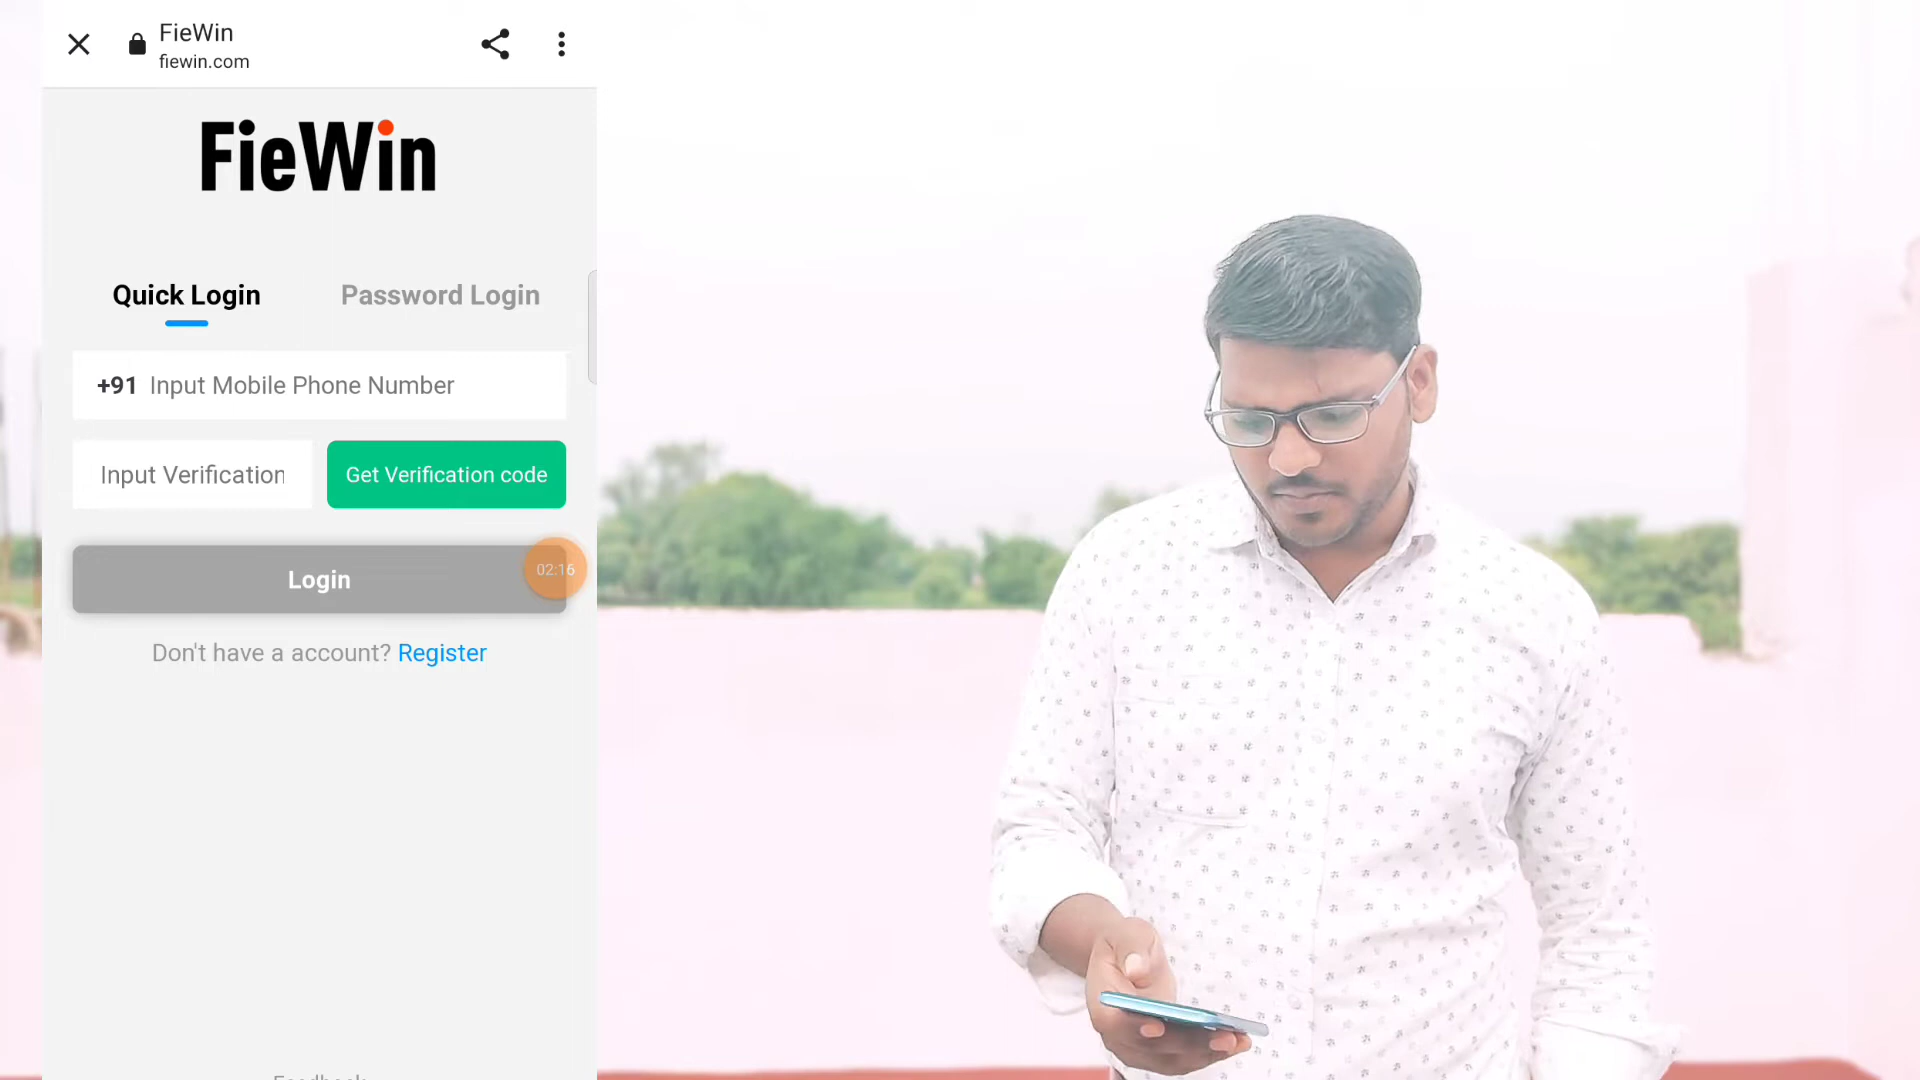 FieWin
fiewin.com
FieWin
Quick Login
Password Login
+91 Input Mobile Phone Number
Input Verification
Get Verification code
Login
02:16
Don't have a account? Register
Feedback